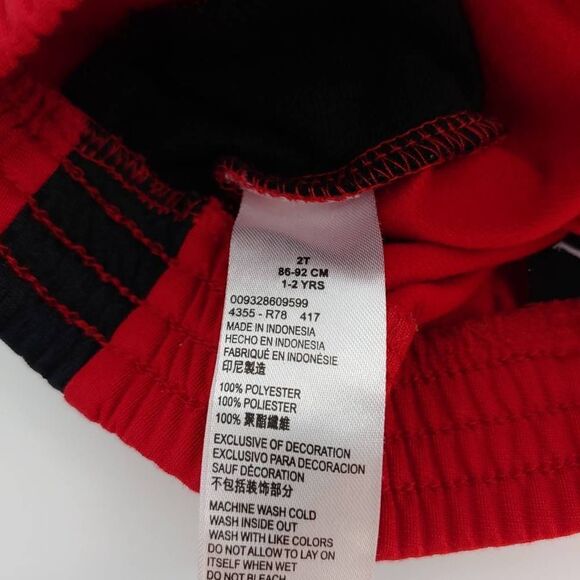 2T
86-92 CM
1-2 YRS
009328609599
4355 - R78 417
MADE IN INDONESIA
HECHO EN INDONESIA
FABRIQUÉ EN INDONÉSIE
印尼製造
100% POLYESTER
100% POLIESTER
100% 聚酯纖維
EXCLUSIVE OF DECORATION
EXCLUSIVO PARA DECORACION
SAUF DÉCORATION
不包括装饰部分
MACHINE WASH COLD
WASH INSIDE OUT
WASH WITH LIKE COLORS
DO NOT ALLOW TO LAY ON
ITSELF WHEN WET
DO NOT BLEACH